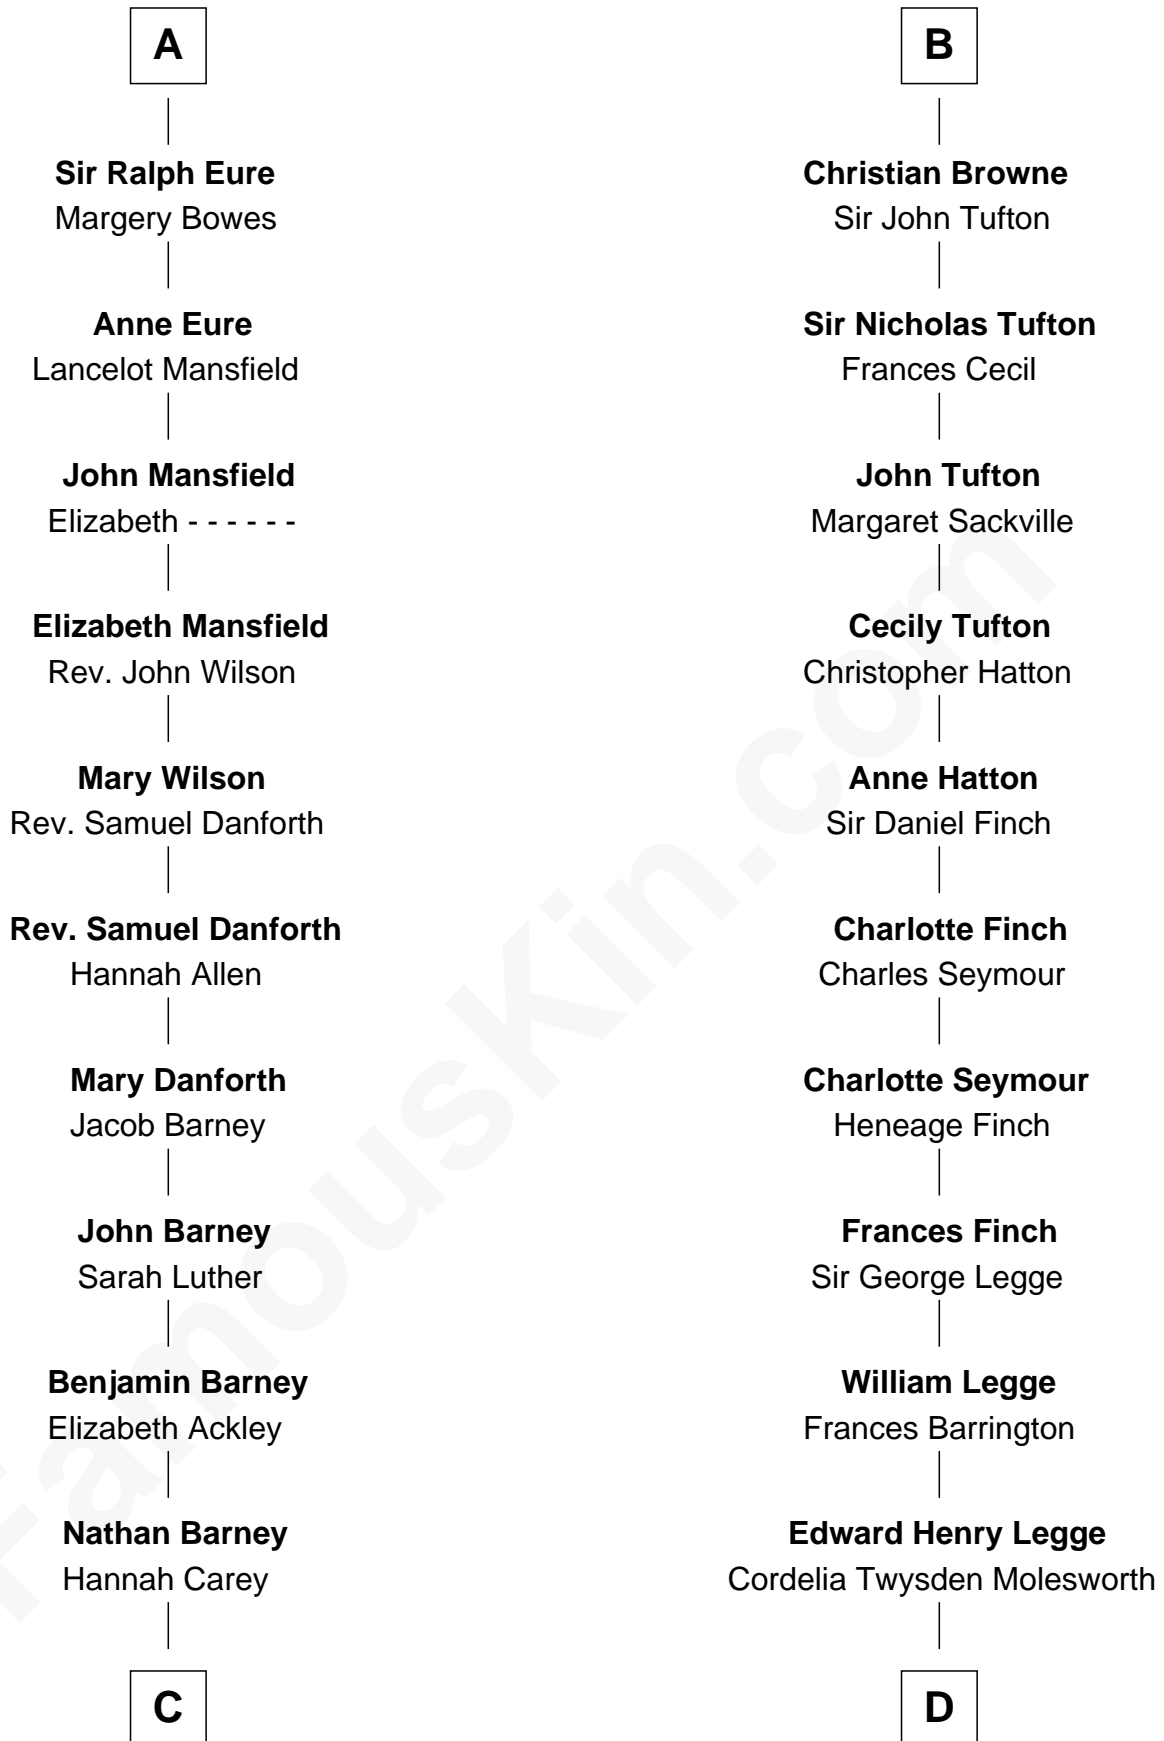 A
Sir Ralph Eure
Margery Bowes
Anne Eure
Lancelot Mansfield
John Mansfield
Elizabeth - - - - - -
Elizabeth Mansfield
Rev. John Wilson
Mary Wilson
Rev. Samuel Danforth
Rev. Samuel Danforth
Hannah Allen
Mary Danforth
Jacob Barney
John Barney
Sarah Luther
Benjamin Barney
Elizabeth Ackley
Nathan Barney
Hannah Carey
C
B
Christian Browne
Sir John Tufton
Sir Nicholas Tufton
Frances Cecil
John Tufton
Margaret Sackville
Cecily Tufton
Christopher Hatton
Anne Hatton
Sir Daniel Finch
Charlotte Finch
Charles Seymour
Charlotte Seymour
Heneage Finch
Frances Finch
Sir George Legge
William Legge
Frances Barrington
Edward Henry Legge
Cordelia Twysden Molesworth
D
FamousKin.com